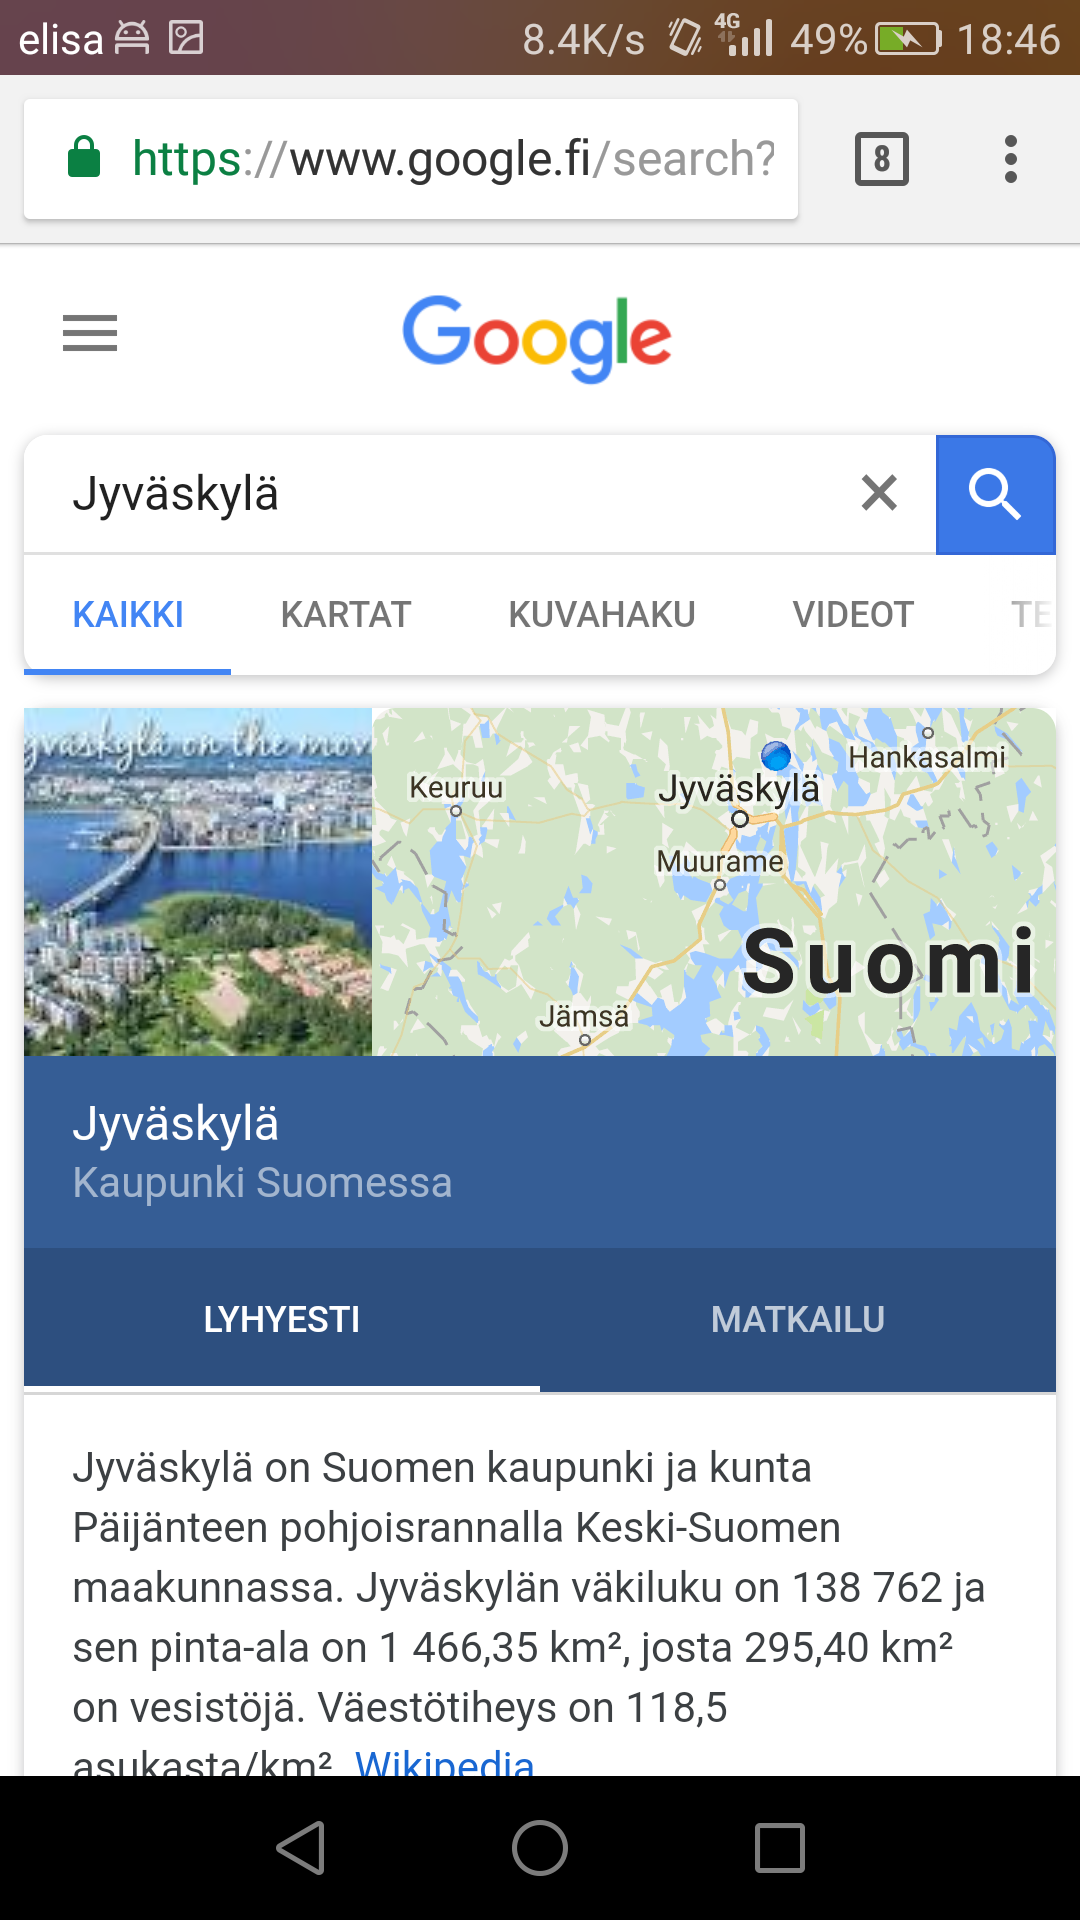 elisa 8.4K/s 4G 49% 18:46
https://www.google.fi/search?
8
Google
Jyväskylä
KAIKKI KARTAT KUVAHAKU VIDEOT TE
yväskylä on the mov
Hankasalmi
Keuruu
Jyväskylä
Muurame
Suomi
Jämsä
Jyväskylä
Kaupunki Suomessa
LYHYESTI MATKAILU
Jyväskylä on Suomen kaupunki ja kunta
Päijänteen pohjoisrannalla Keski-Suomen
maakunnassa. Jyväskylän väkiluku on 138 762 ja
sen pinta-ala on 1 466,35 km², josta 295,40 km²
on vesistöjä. Väestötiheys on 118,5
asukasta/km². Wikipedia